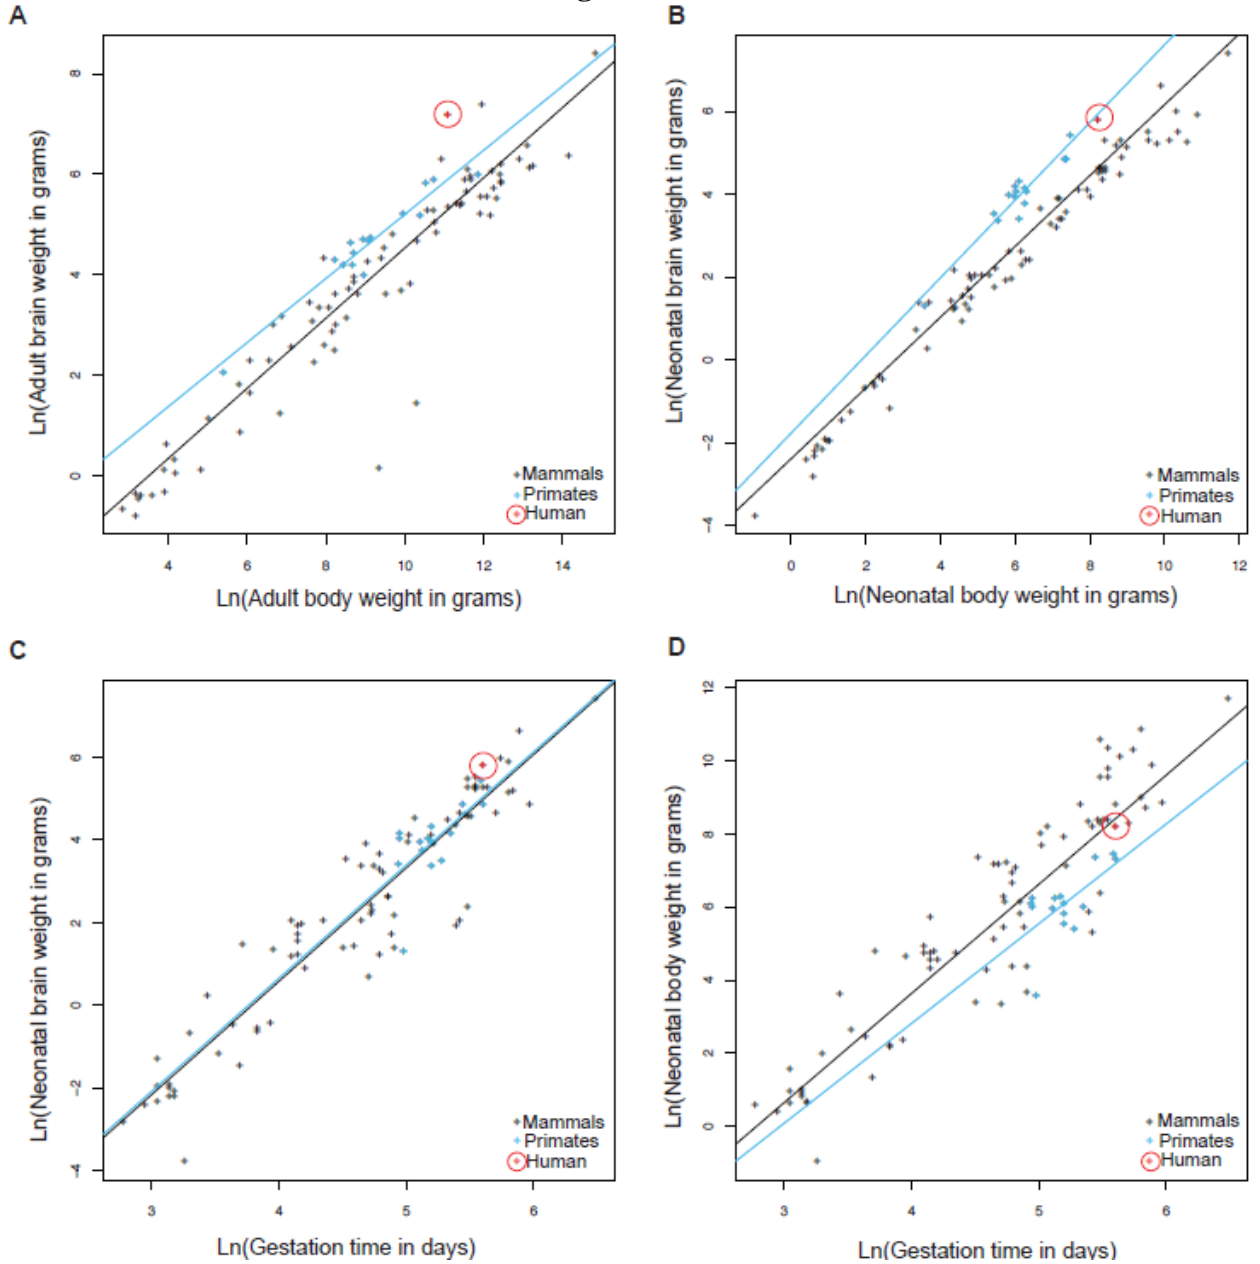 A
Ln(Adult brain weight in grams)
8
6
4
2
0
Mammals
Primates
Human
4 6 8 10 12 14
Ln(Adult body weight in grams)
B
Ln(Neonatal brain weight in grams)
6
4
2
0
−2
−4
Mammals
Primates
Human
0 2 4 6 8 10 12
Ln(Neonatal body weight in grams)
C
Ln(Neonatal brain weight in grams)
6
4
2
0
−2
−4
Mammals
Primates
Human
3 4 5 6
Ln(Gestation time in days)
D
Ln(Neonatal body weight in grams)
12
10
8
6
4
2
0
Mammals
Primates
Human
3 4 5 6
Ln(Gestation time in days)